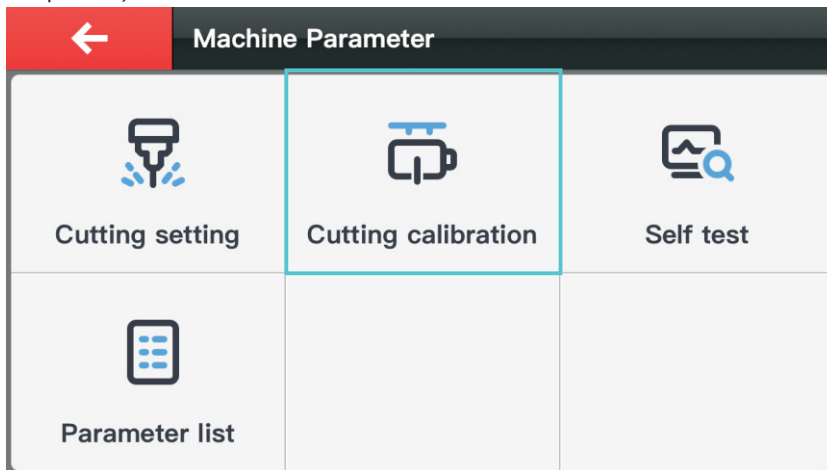 Machine Parameter
Cutting setting
Cutting calibration
Self test
Parameter list